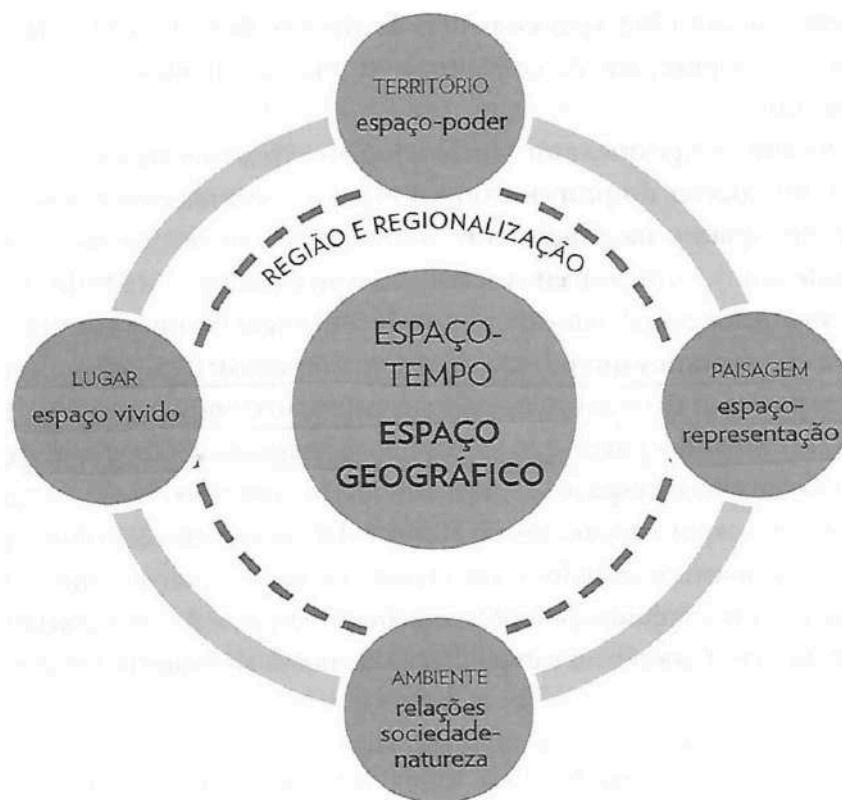 TERRITÓRIO
espaço-poder
REGIÃO E REGIONALIZAÇÃO
ESPAÇO-
TEMPO
ESPAÇO
GEOGRÁFICO
LUGAR
espaço vivido
PAISAGEM
espaço-
representação
AMBIENTE
relações
sociedade-
natureza